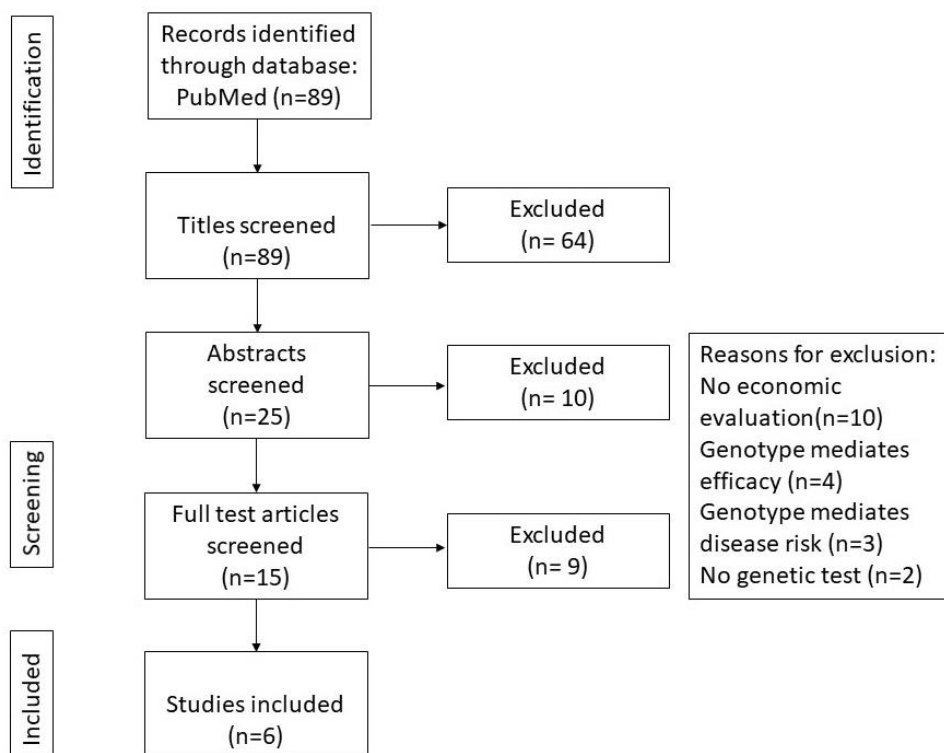 Identification
Records identified
through database:
PubMed (n=89)
Titles screened
(n=89)
Excluded
(n= 64)
Abstracts
screened
(n=25)
Excluded
(n= 10)
Reasons for exclusion:
No economic
evaluation(n=10)
Genotype mediates
efficacy (n=4)
Genotype mediates
disease risk (n=3)
No genetic test (n=2)
Screening
Full test articles
screened
(n=15)
Excluded
(n= 9)
Included
Studies included
(n=6)